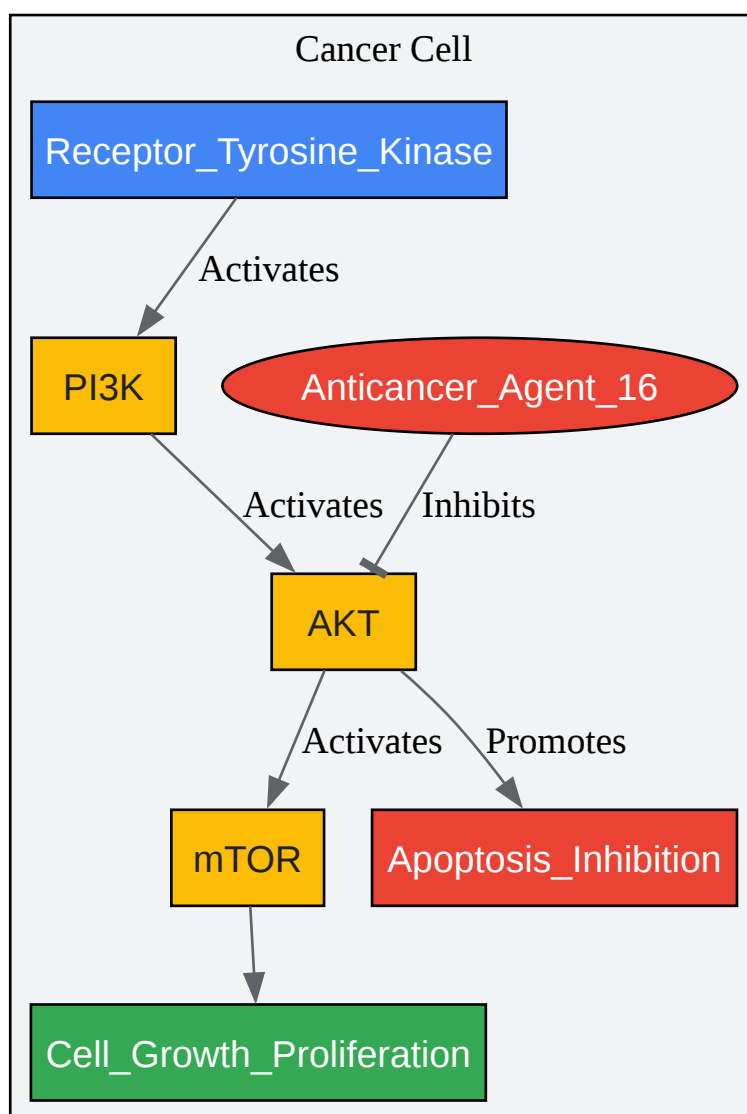 Cancer Cell
Receptor_Tyrosine_Kinase
Activates
PI3K
Anticancer_Agent_16
Activates
Inhibits
AKT
Activates
Promotes
mTOR
Apoptosis_Inhibition
Cell_Growth_Proliferation